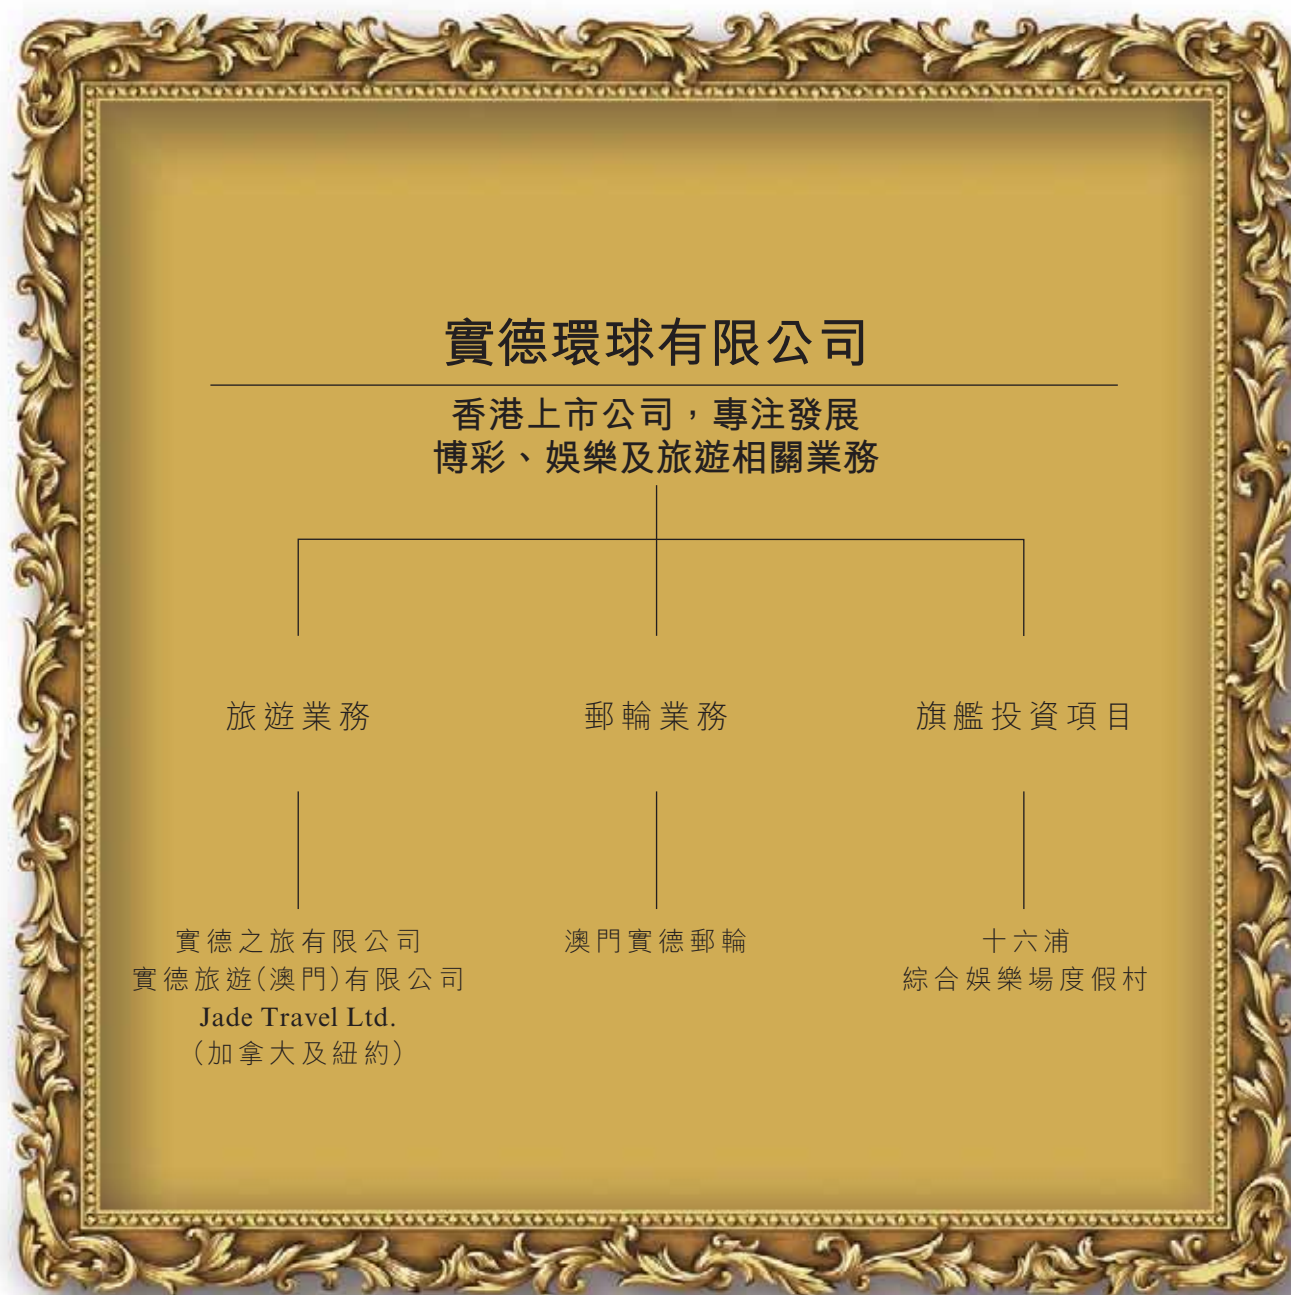 實德環球有限公司
香港上市公司，專注發展
博彩、娛樂及旅遊相關業務
旅遊業務
郵輪業務
旗艦投資項目
實德之旅有限公司
實德旅遊(澳門)有限公司
Jade Travel Ltd.
(加拿大及紐約)
澳門實德郵輪
十六浦
綜合娛樂場度假村